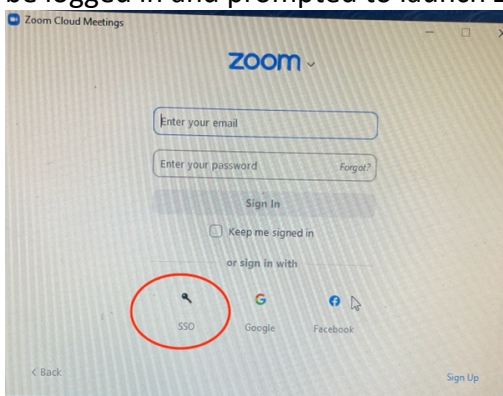 be logged in and prompted to launch
Zoom Cloud Meetings
zoom
Enter your email
Enter your password Forgot?
Sign In
Keep me signed in
or sign in with
SSO Google Facebook
< Back Sign Up